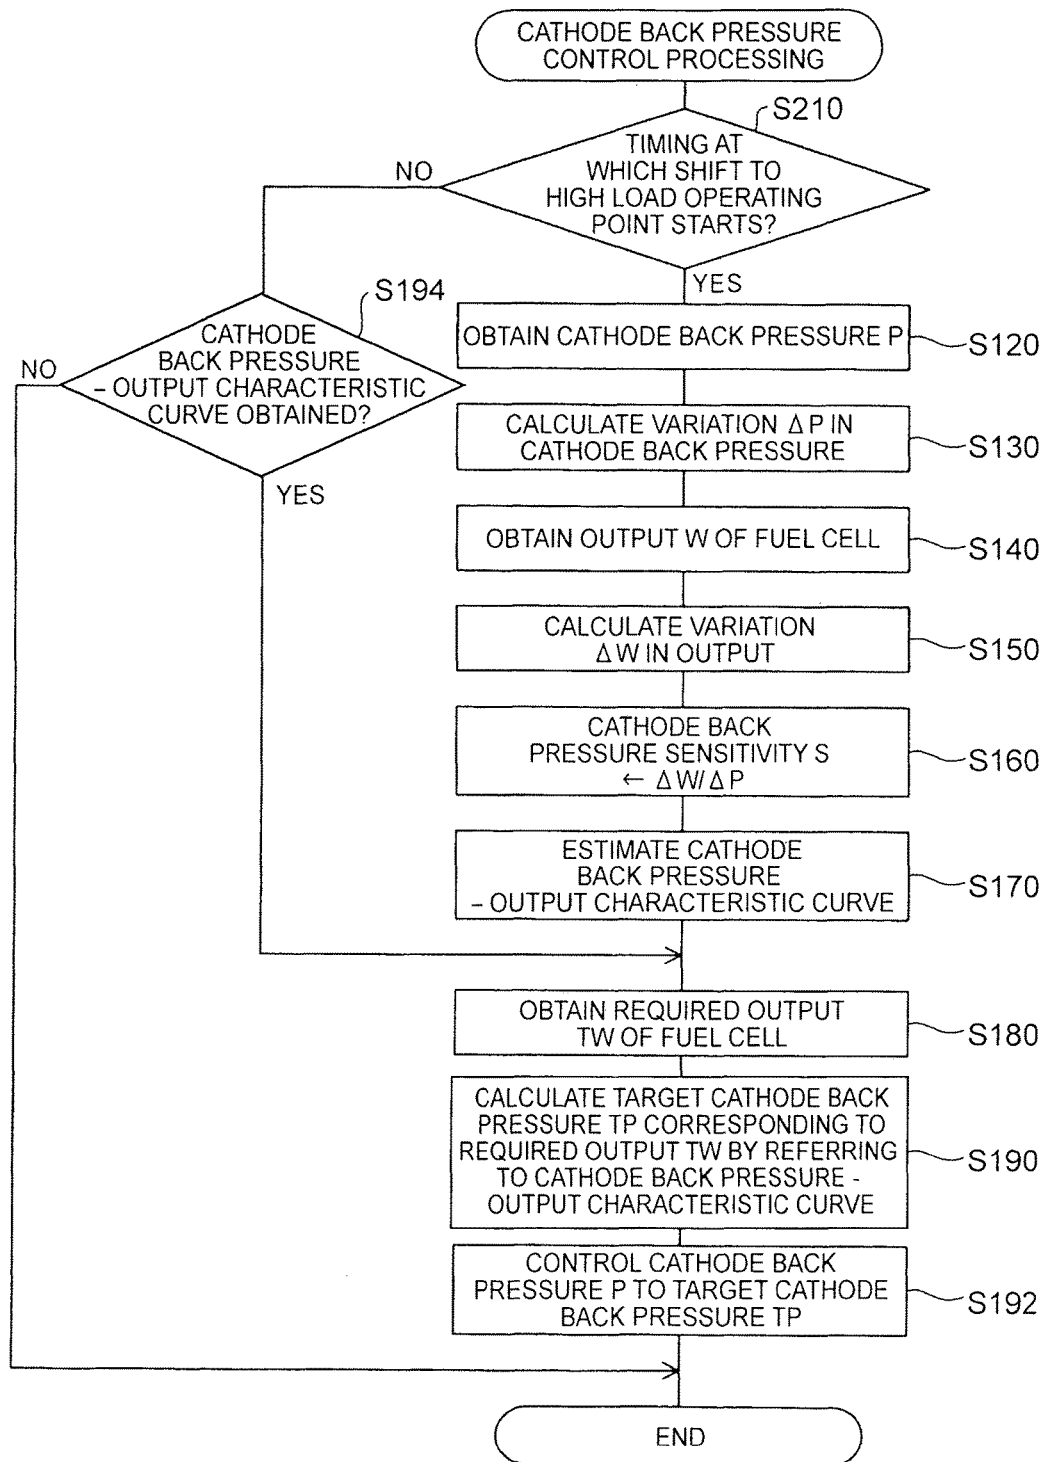 CATHODE BACK PRESSURE
CONTROL PROCESSING
S210
TIMING AT
WHICH SHIFT TO
HIGH LOAD OPERATING
POINT STARTS?
NO
YES
S194
CATHODE
BACK PRESSURE
– OUTPUT CHARACTERISTIC
CURVE OBTAINED?
NO
YES
OBTAIN CATHODE BACK PRESSURE P
S120
CALCULATE VARIATION ΔP IN
CATHODE BACK PRESSURE
S130
OBTAIN OUTPUT W OF FUEL CELL
S140
CALCULATE VARIATION
ΔW IN OUTPUT
S150
CATHODE BACK
PRESSURE SENSITIVITY S
← ΔW/ΔP
S160
ESTIMATE CATHODE
BACK PRESSURE
– OUTPUT CHARACTERISTIC CURVE
S170
OBTAIN REQUIRED OUTPUT
TW OF FUEL CELL
S180
CALCULATE TARGET CATHODE BACK
PRESSURE TP CORRESPONDING TO
REQUIRED OUTPUT TW BY REFERRING
TO CATHODE BACK PRESSURE -
OUTPUT CHARACTERISTIC CURVE
S190
CONTROL CATHODE BACK
PRESSURE P TO TARGET CATHODE
BACK PRESSURE TP
S192
END